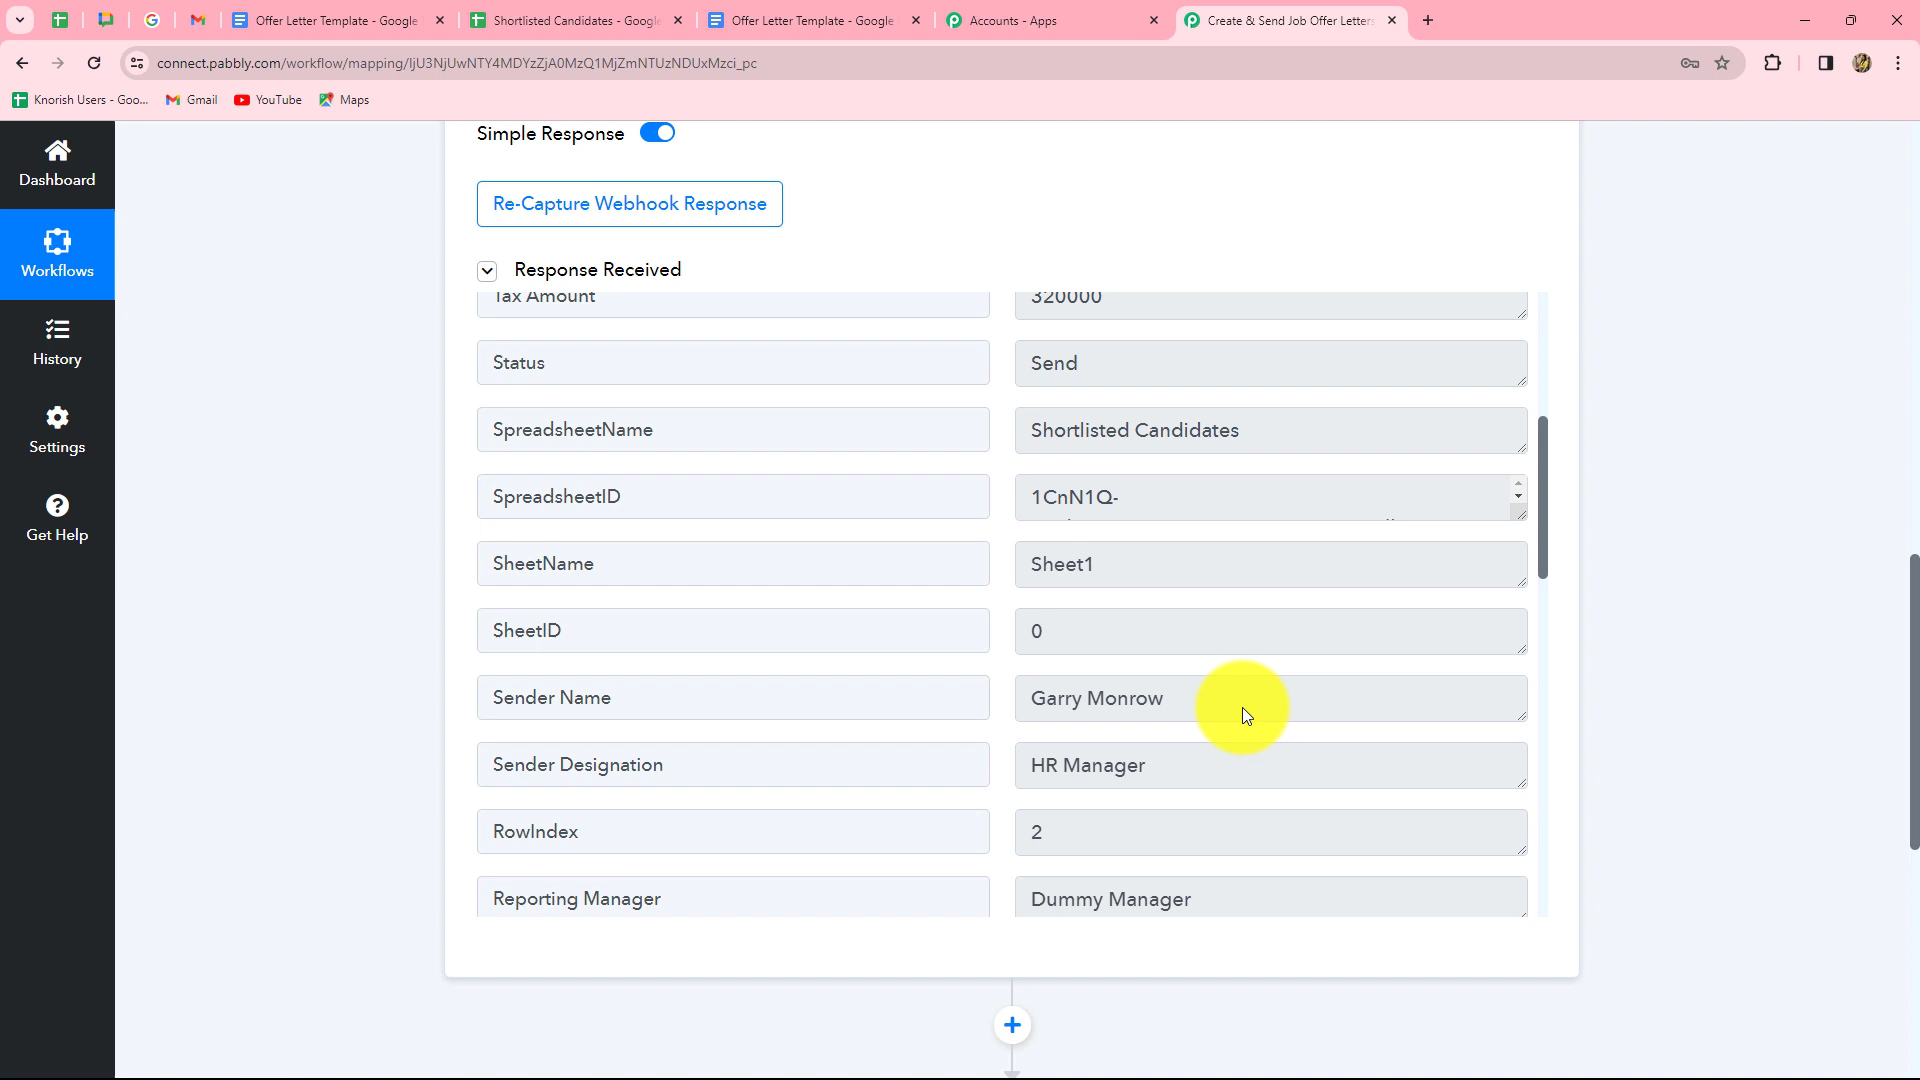 Offer Letter Template - Google
Shortlisted Candidates - Google
Offer Letter Template - Google
Accounts - Apps
Create & Send Job Offer Letters
connect.pabbly.com/workflow/mapping/IjU3NjUwNTY4MDYzZjA0MzQ1MjZmNTUzNDUxMzci_pc
Knorish Users - Goo...
Gmail
YouTube
Maps
Dashboard
Workflows
History
Settings
Get Help
Simple Response
Re-Capture Webhook Response
Response Received
Tax Amount
320000
Status
Send
SpreadsheetName
Shortlisted Candidates
SpreadsheetID
1CnN1Q-
SheetName
Sheet1
SheetID
0
Sender Name
Garry Monrow
Sender Designation
HR Manager
RowIndex
2
Reporting Manager
Dummy Manager